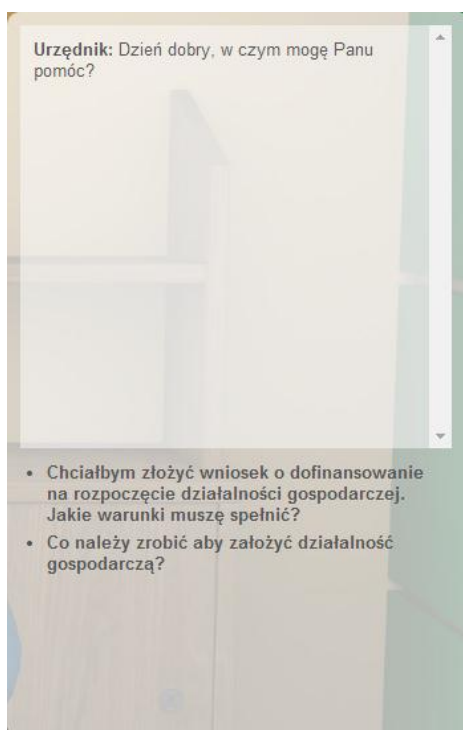 Urzędnik: Dzień dobry, w czym mogę Panu
pomóc?
• Chciałbym złożyć wniosek o dofinansowanie
na rozpoczęcie działalności gospodarczej.
Jakie warunki muszę spełnić?
• Co należy zrobić aby założyć działalność
gospodarczą?